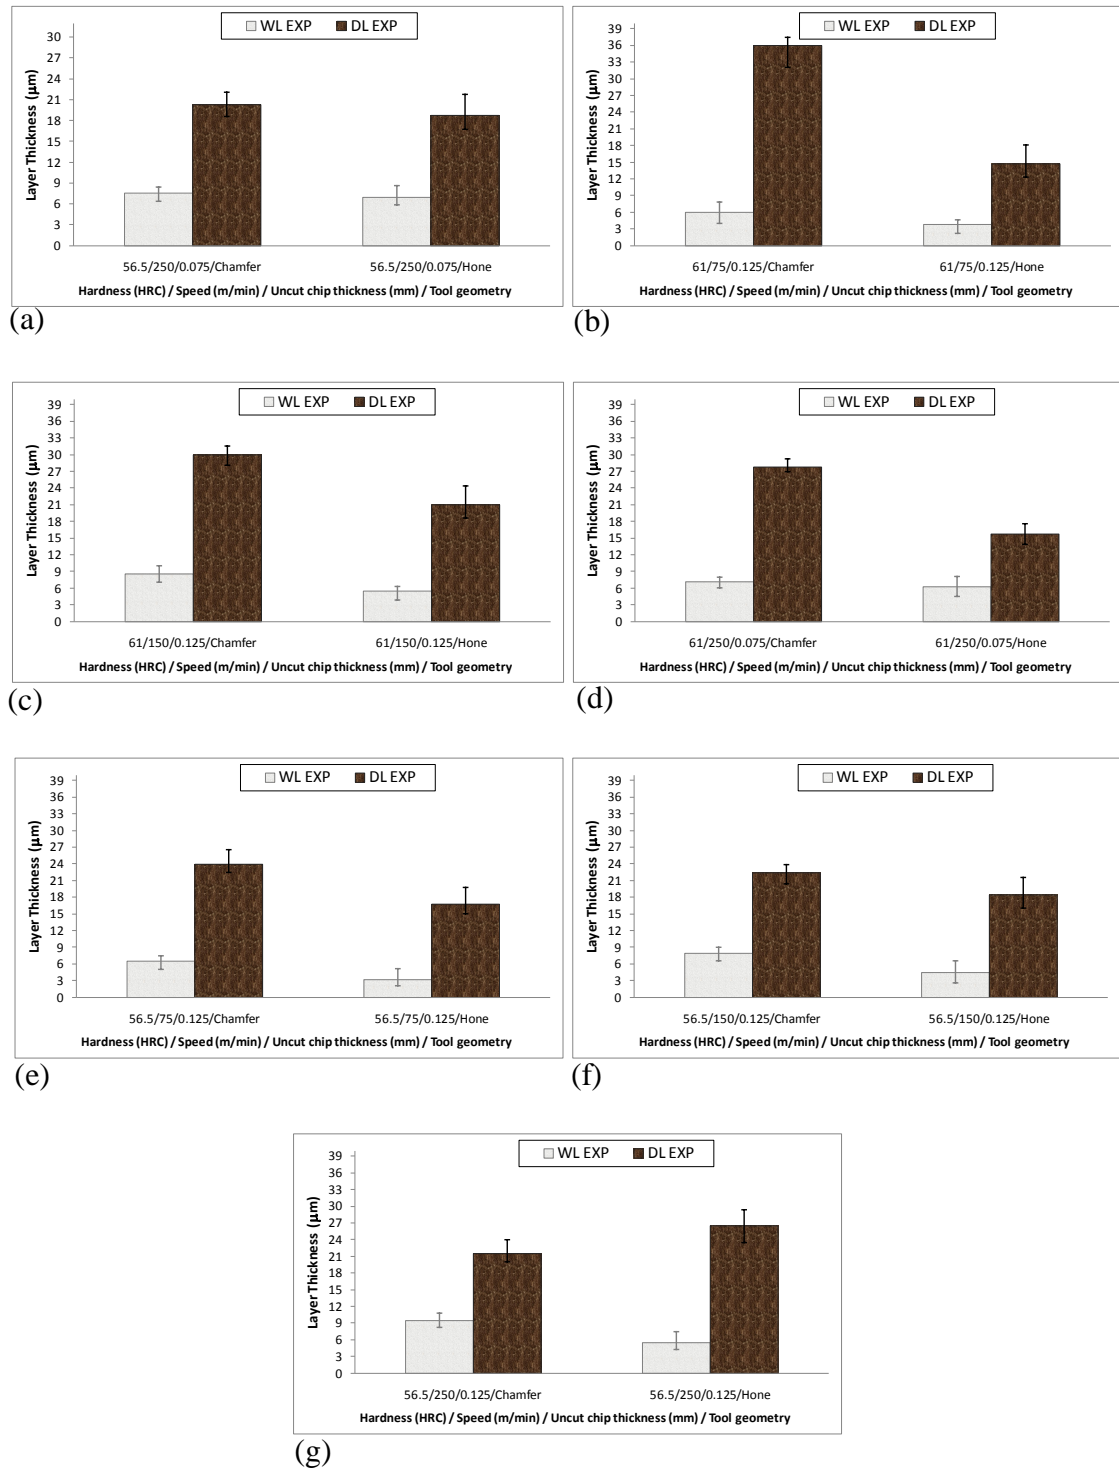 WL EXP DL EXP
Layer Thickness (µm)
30
27
24
21
18
15
12
9
6
3
0
56.5/250/0.075/Chamfer 56.5/250/0.075/Hone
Hardness (HRC) / Speed (m/min) / Uncut chip thickness (mm) / Tool geometry
(a)
WL EXP DL EXP
Layer Thickness (µm)
39
36
33
30
27
24
21
18
15
12
9
6
3
0
61/75/0.125/Chamfer 61/75/0.125/Hone
Hardness (HRC) / Speed (m/min) / Uncut chip thickness (mm) / Tool geometry
(b)
WL EXP DL EXP
Layer Thickness (µm)
39
36
33
30
27
24
21
18
15
12
9
6
3
0
61/150/0.125/Chamfer 61/150/0.125/Hone
Hardness (HRC) / Speed (m/min) / Uncut chip thickness (mm) / Tool geometry
(c)
WL EXP DL EXP
Layer Thickness (µm)
39
36
33
30
27
24
21
18
15
12
9
6
3
0
61/250/0.075/Chamfer 61/250/0.075/Hone
Hardness (HRC) / Speed (m/min) / Uncut chip thickness (mm) / Tool geometry
(d)
WL EXP DL EXP
Layer Thickness (µm)
39
36
33
30
27
24
21
18
15
12
9
6
3
0
56.5/75/0.125/Chamfer 56.5/75/0.125/Hone
Hardness (HRC) / Speed (m/min) / Uncut chip thickness (mm) / Tool geometry
(e)
WL EXP DL EXP
Layer Thickness (µm)
39
36
33
30
27
24
21
18
15
12
9
6
3
0
56.5/150/0.125/Chamfer 56.5/150/0.125/Hone
Hardness (HRC) / Speed (m/min) / Uncut chip thickness (mm) / Tool geometry
(f)
WL EXP DL EXP
Layer Thickness (µm)
39
36
33
30
27
24
21
18
15
12
9
6
3
0
56.5/250/0.125/Chamfer 56.5/250/0.125/Hone
Hardness (HRC) / Speed (m/min) / Uncut chip thickness (mm) / Tool geometry
(g)